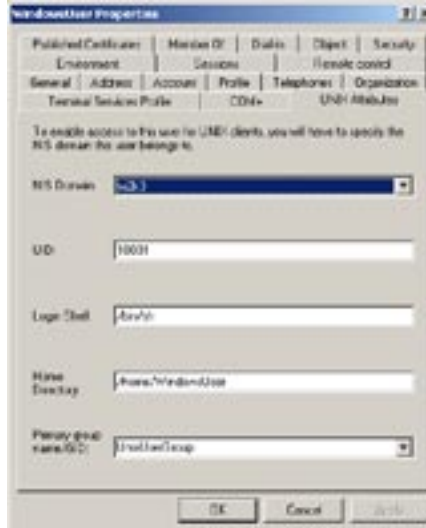 WindowsUser Properties
Published Certificates Member Of Dial-in Object Security
Environment Sessions Remote control
General Address Account Profile Telephones Organization
Terminal Services Profile COM+ UNIX Attributes
To enable access to this user for UNIX clients, you will have to specify the
NIS domain this user belongs to.
NIS Domain:
UID:
Login Shell: /bin/sh
Home
Directory: /home/WindowsUser
Primary group
name/GID: UnixUserGroup
OK Cancel Apply